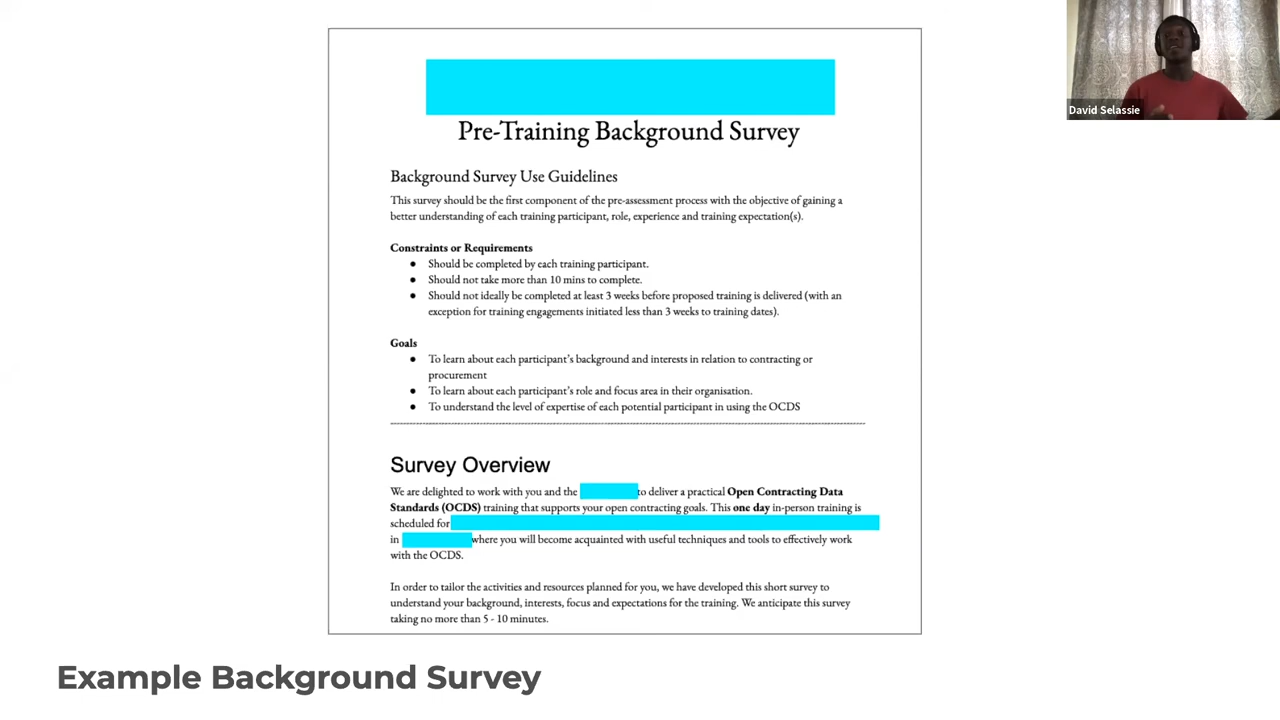 David Selassie
Pre-Training Background Survey
Background Survey Use Guidelines
This survey should be the first component of the pre-assessment process with the objective of gaining a
better understanding of each training participant, role, experience and training expectation(s).
Constraints or Requirements
● Should be completed by each training participant.
● Should not take more than 10 mins to complete.
● Should not ideally be completed at least 3 weeks before proposed training is delivered (with an
exception for training engagements initiated less than 3 weeks to training dates).
Goals
● To learn about each participant's background and interests in relation to contracting or
procurement
● To learn about each participant's role and focus area in their organisation.
● To understand the level of expertise of each potential participant in using the OCDS
Survey Overview
We are delighted to work with you and the to deliver a practical Open Contracting Data
Standards (OCDS) training that supports your open contracting goals. This one day in-person training is
scheduled for
in where you will become acquainted with useful techniques and tools to effectively work
with the OCDS.
In order to tailor the activities and resources planned for you, we have developed this short survey to
understand your background, interests, focus and expectations for the training. We anticipate this survey
taking no more than 5 - 10 minutes.
Example Background Survey